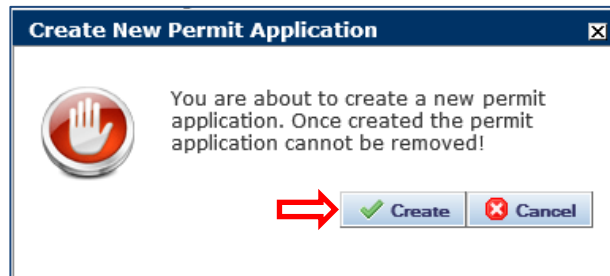 Create New Permit Application
You are about to create a new permit
application. Once created the permit
application cannot be removed!
Create Cancel